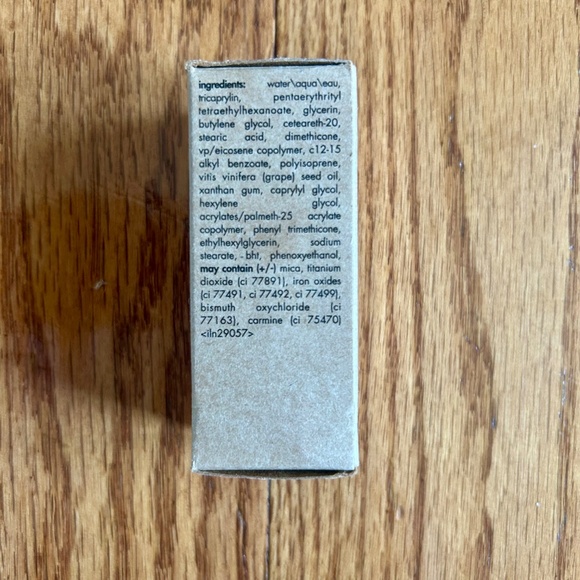 ingredients: water\aqua\eau,
tricaprylin, pentaerythrityl
tetraethylhexanoate, glycerin,
butylene glycol, ceteareth-20,
stearic acid, dimethicone,
vp/eicosene copolymer, c12-15
alkyl benzoate, polyisoprene,
vitis vinifera (grape) seed oil,
xanthan gum, caprylyl glycol,
hexylene glycol,
acrylates/palmeth-25 acrylate
copolymer, phenyl trimethicone,
ethylhexylglycerin, sodium
stearate, bht, phenoxyethanol,
may contain (+/-) mica, titanium
dioxide (ci 77891), iron oxides
(ci 77491, ci 77492, ci 77499),
bismuth oxychloride (ci
77163), carmine (ci 75470)
<iln29057>